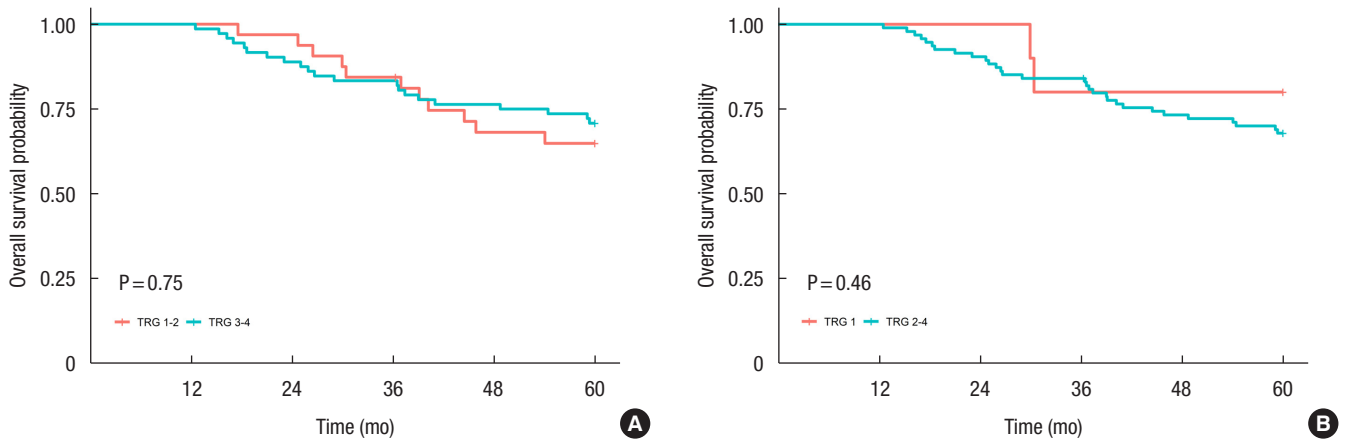 Overall survival probability
1.00
0.75
0.50
0.25
0
P=0.75
TRG 1-2 TRG 3-4
12 24 36 48 60
Time (mo)
A
Overall survival probability
1.00
0.75
0.50
0.25
0
P=0.46
TRG 1 TRG 2-4
12 24 36 48 60
Time (mo)
B